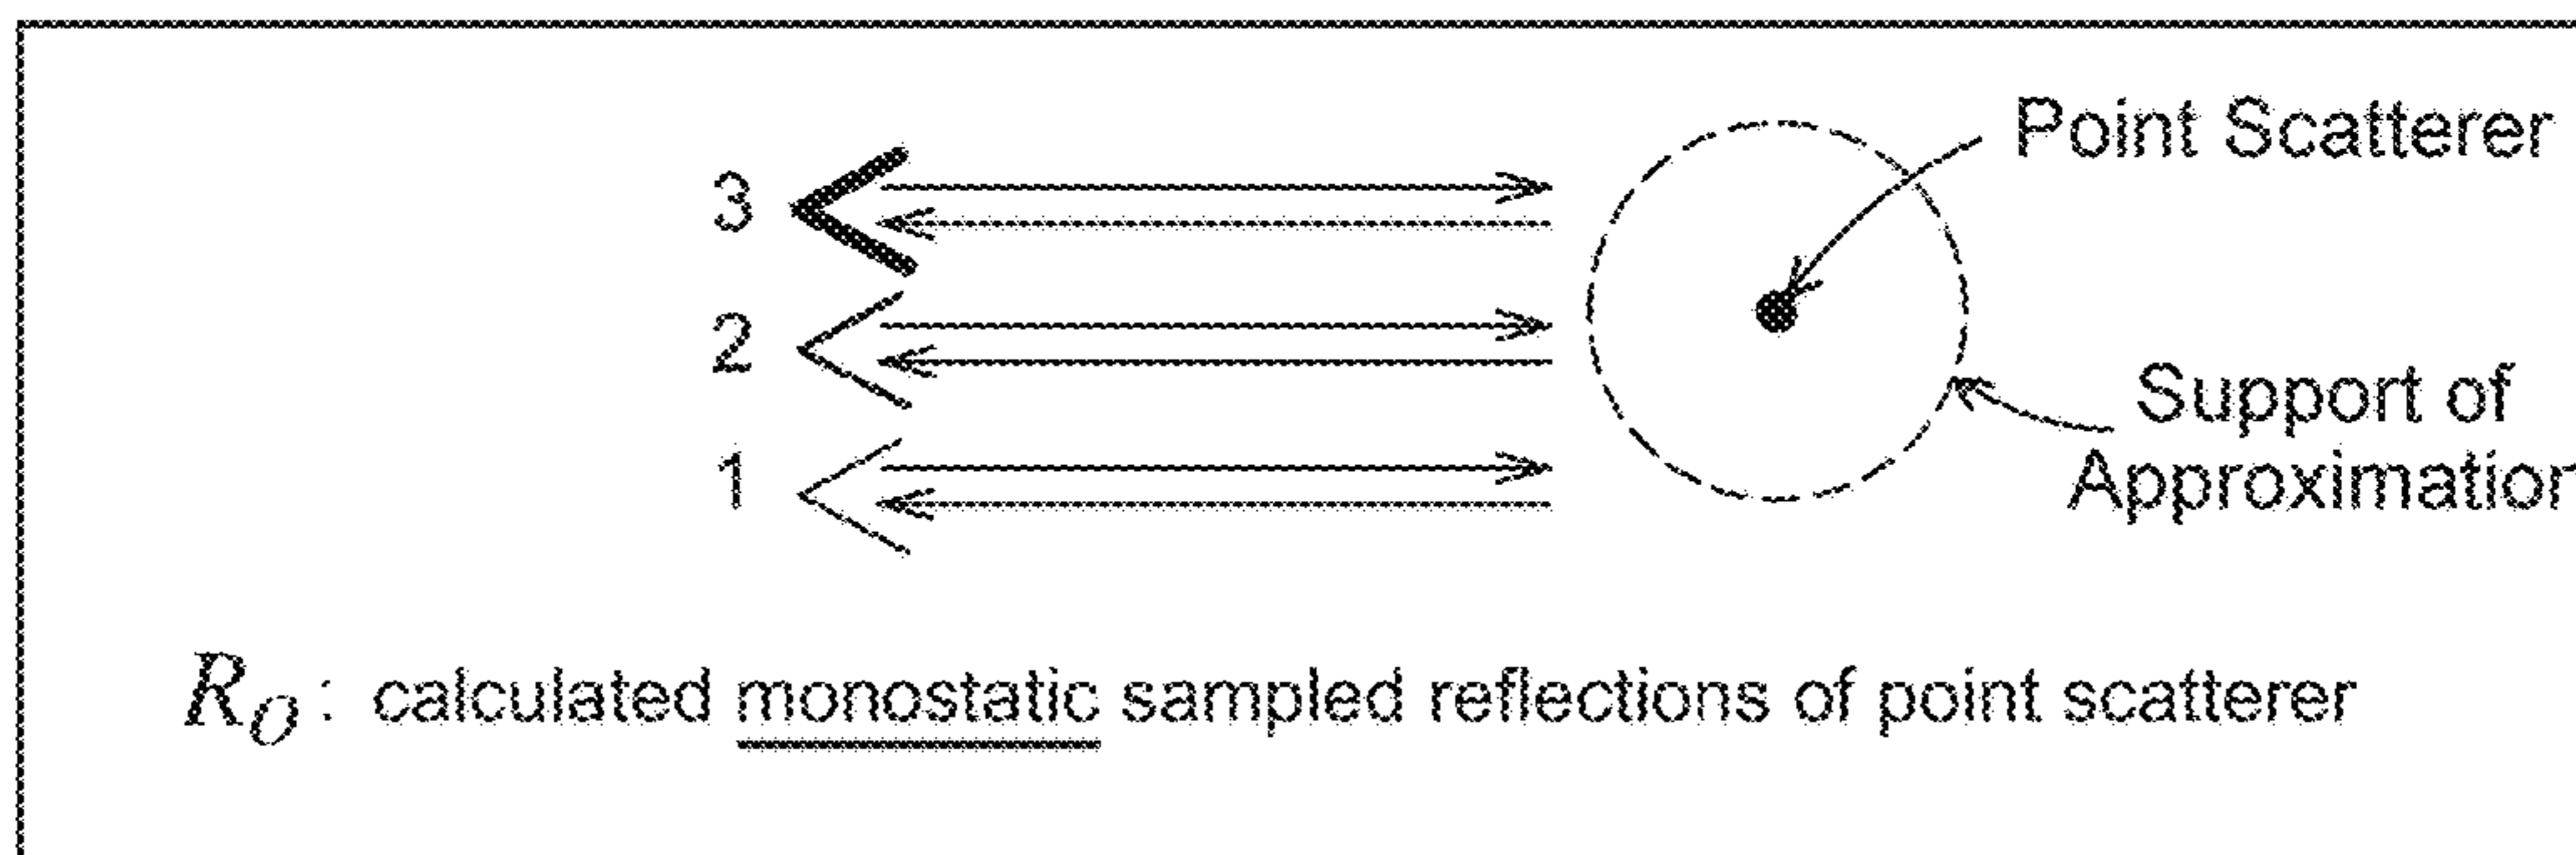 Point Scatterer
3
2
Support of
Approximation
1
R_O: calculated monostatic sampled reflections of point scatterer